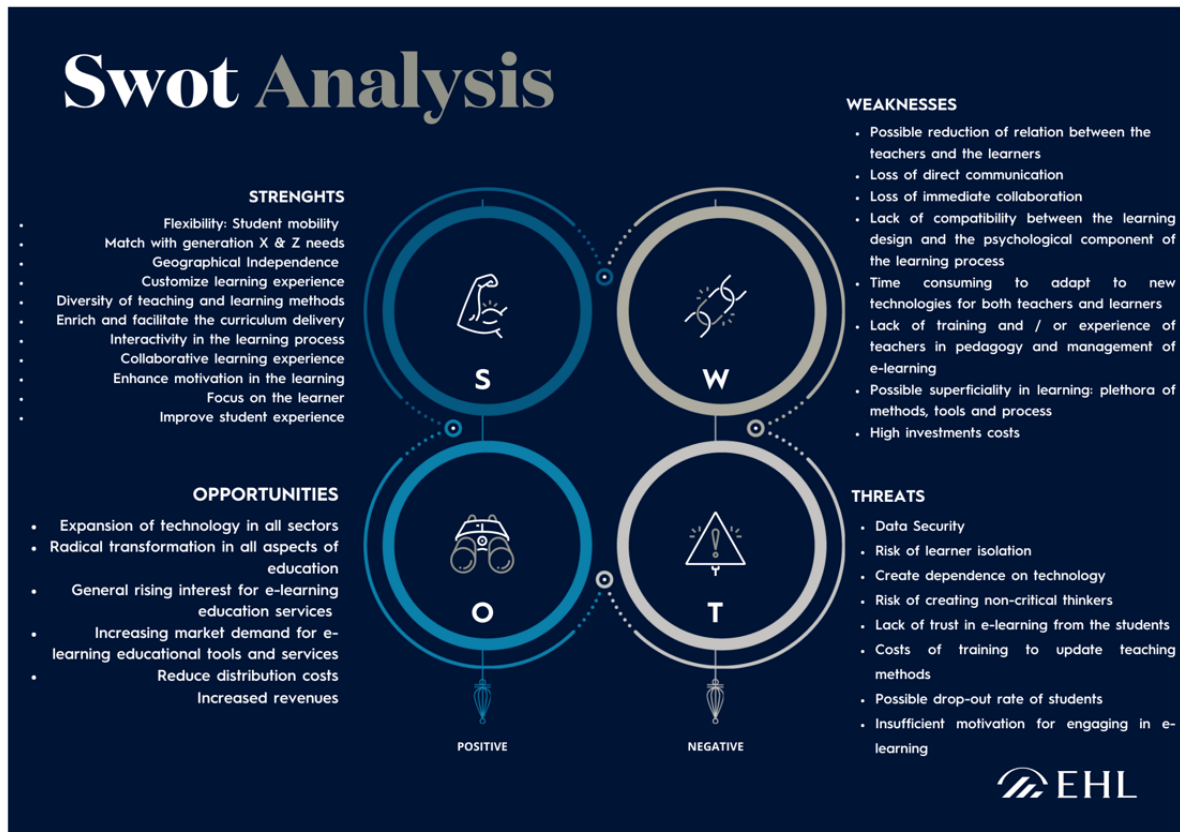 Swot Analysis
STRENGHTS
Flexibility: Student mobility
Match with generation X & Z needs
Geographical Independence
Customize learning experience
Diversity of teaching and learning methods
Enrich and facilitate the curriculum delivery
Interactivity in the learning process
Collaborative learning experience
Enhance motivation in the learning
Focus on the learner
Improve student experience
WEAKNESSES
Possible reduction of relation between the
teachers and the learners
Loss of direct communication
Loss of immediate collaboration
Lack of compatibility between the learning
design and the psychological component of
the learning process
Time consuming to adapt to new
technologies for both teachers and learners
Lack of training and / or experience of
teachers in pedagogy and management of
e-learning
Possible superficiality in learning: plethora of
methods, tools and process
High investments costs
S
W
OPPORTUNITIES
Expansion of technology in all sectors
Radical transformation in all aspects of
education
General rising interest for e-learning
education services
Increasing market demand for e-
learning educational tools and services
Reduce distribution costs
Increased revenues
THREATS
Data Security
Risk of learner isolation
Create dependence on technology
Risk of creating non-critical thinkers
Lack of trust in e-learning from the students
Costs of training to update teaching
methods
Possible drop-out rate of students
Insufficient motivation for engaging in e-
learning
O
T
POSITIVE
NEGATIVE
EHL